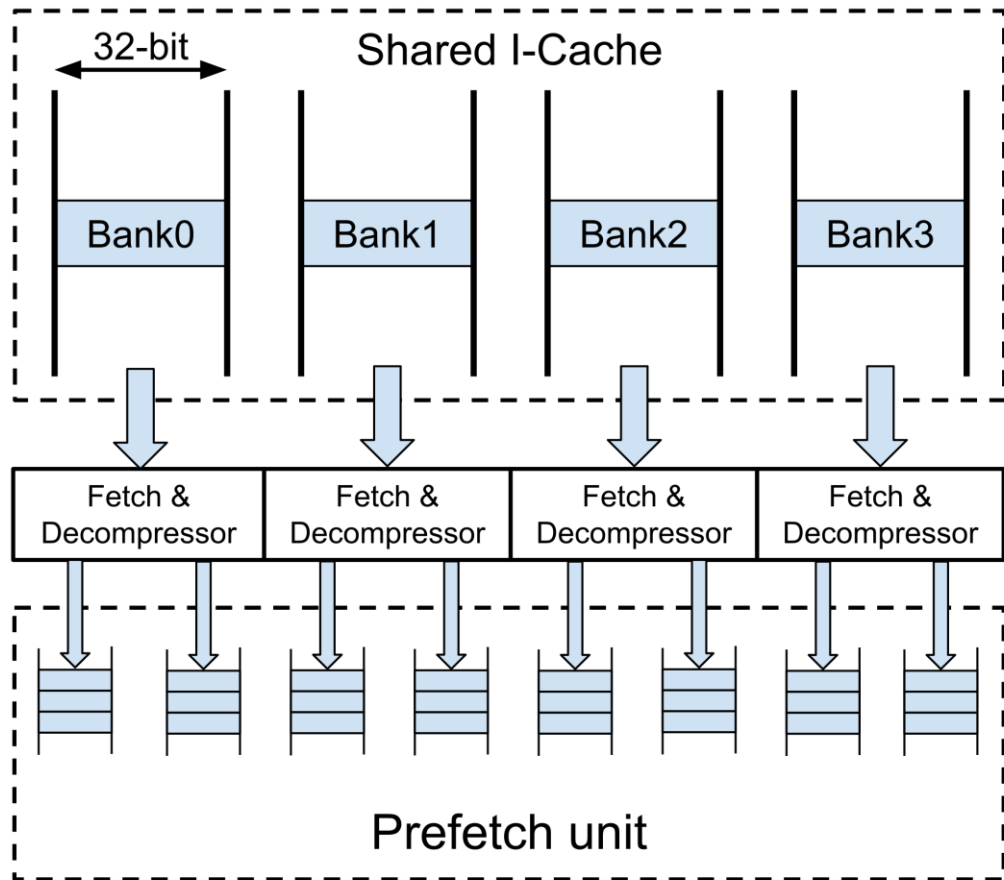 32-bit
Shared I-Cache
Bank0
Bank1
Bank2
Bank3
Fetch &
Decompressor
Fetch &
Decompressor
Fetch &
Decompressor
Fetch &
Decompressor
Prefetch unit